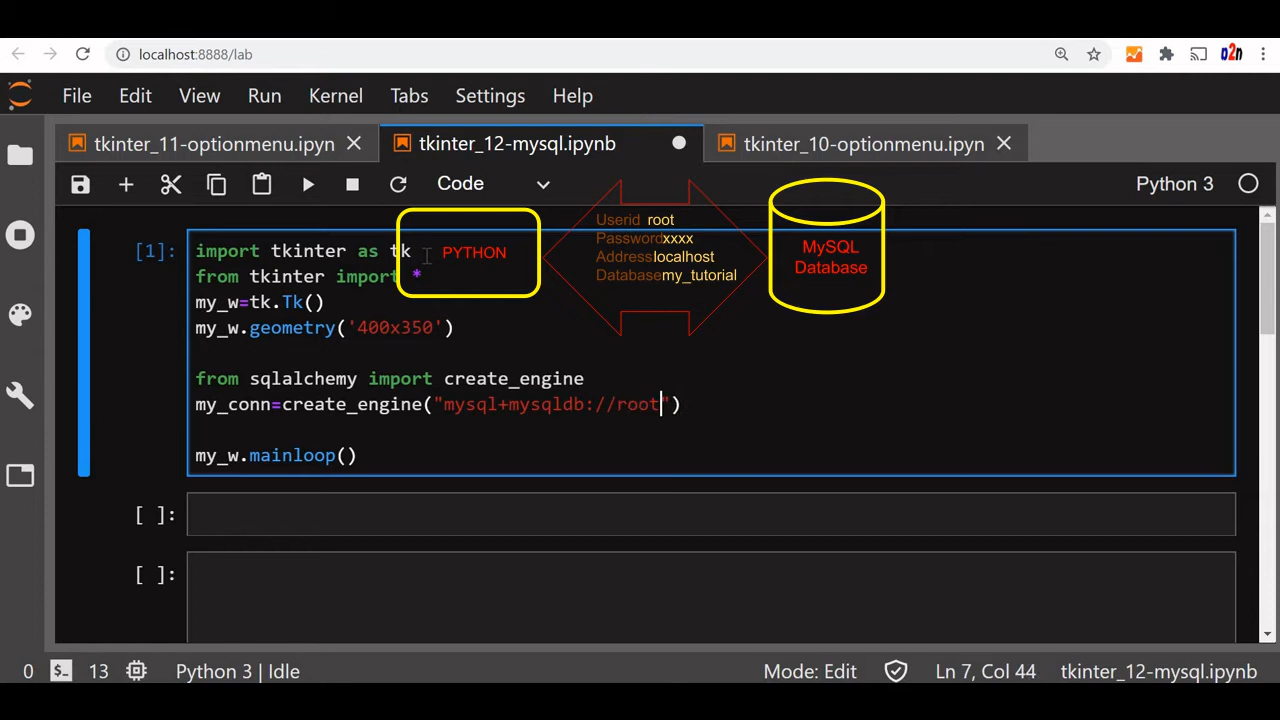 localhost:8888/lab
a2n
File Edit View Run Kernel Tabs Settings Help
tkinter_11-optionmenu.ipyn
tkinter_12-mysql.ipynb
tkinter_10-optionmenu.ipyn
Code
Python 3
[1]:
import tkinter as tk
from tkinter import *
my_w=tk.Tk()
my_w.geometry('400x350')
from sqlalchemy import create_engine
my_conn=create_engine("mysql+mysqldb://root")
my_w.mainloop()
PYTHON
Userid root
Passwordxxxx
Addresslocalhost
Databasemy_tutorial
MySQL
Database
[ ]:
[ ]:
0 $_ 13 Python 3 | Idle
Mode: Edit Ln 7, Col 44 tkinter_12-mysql.ipynb